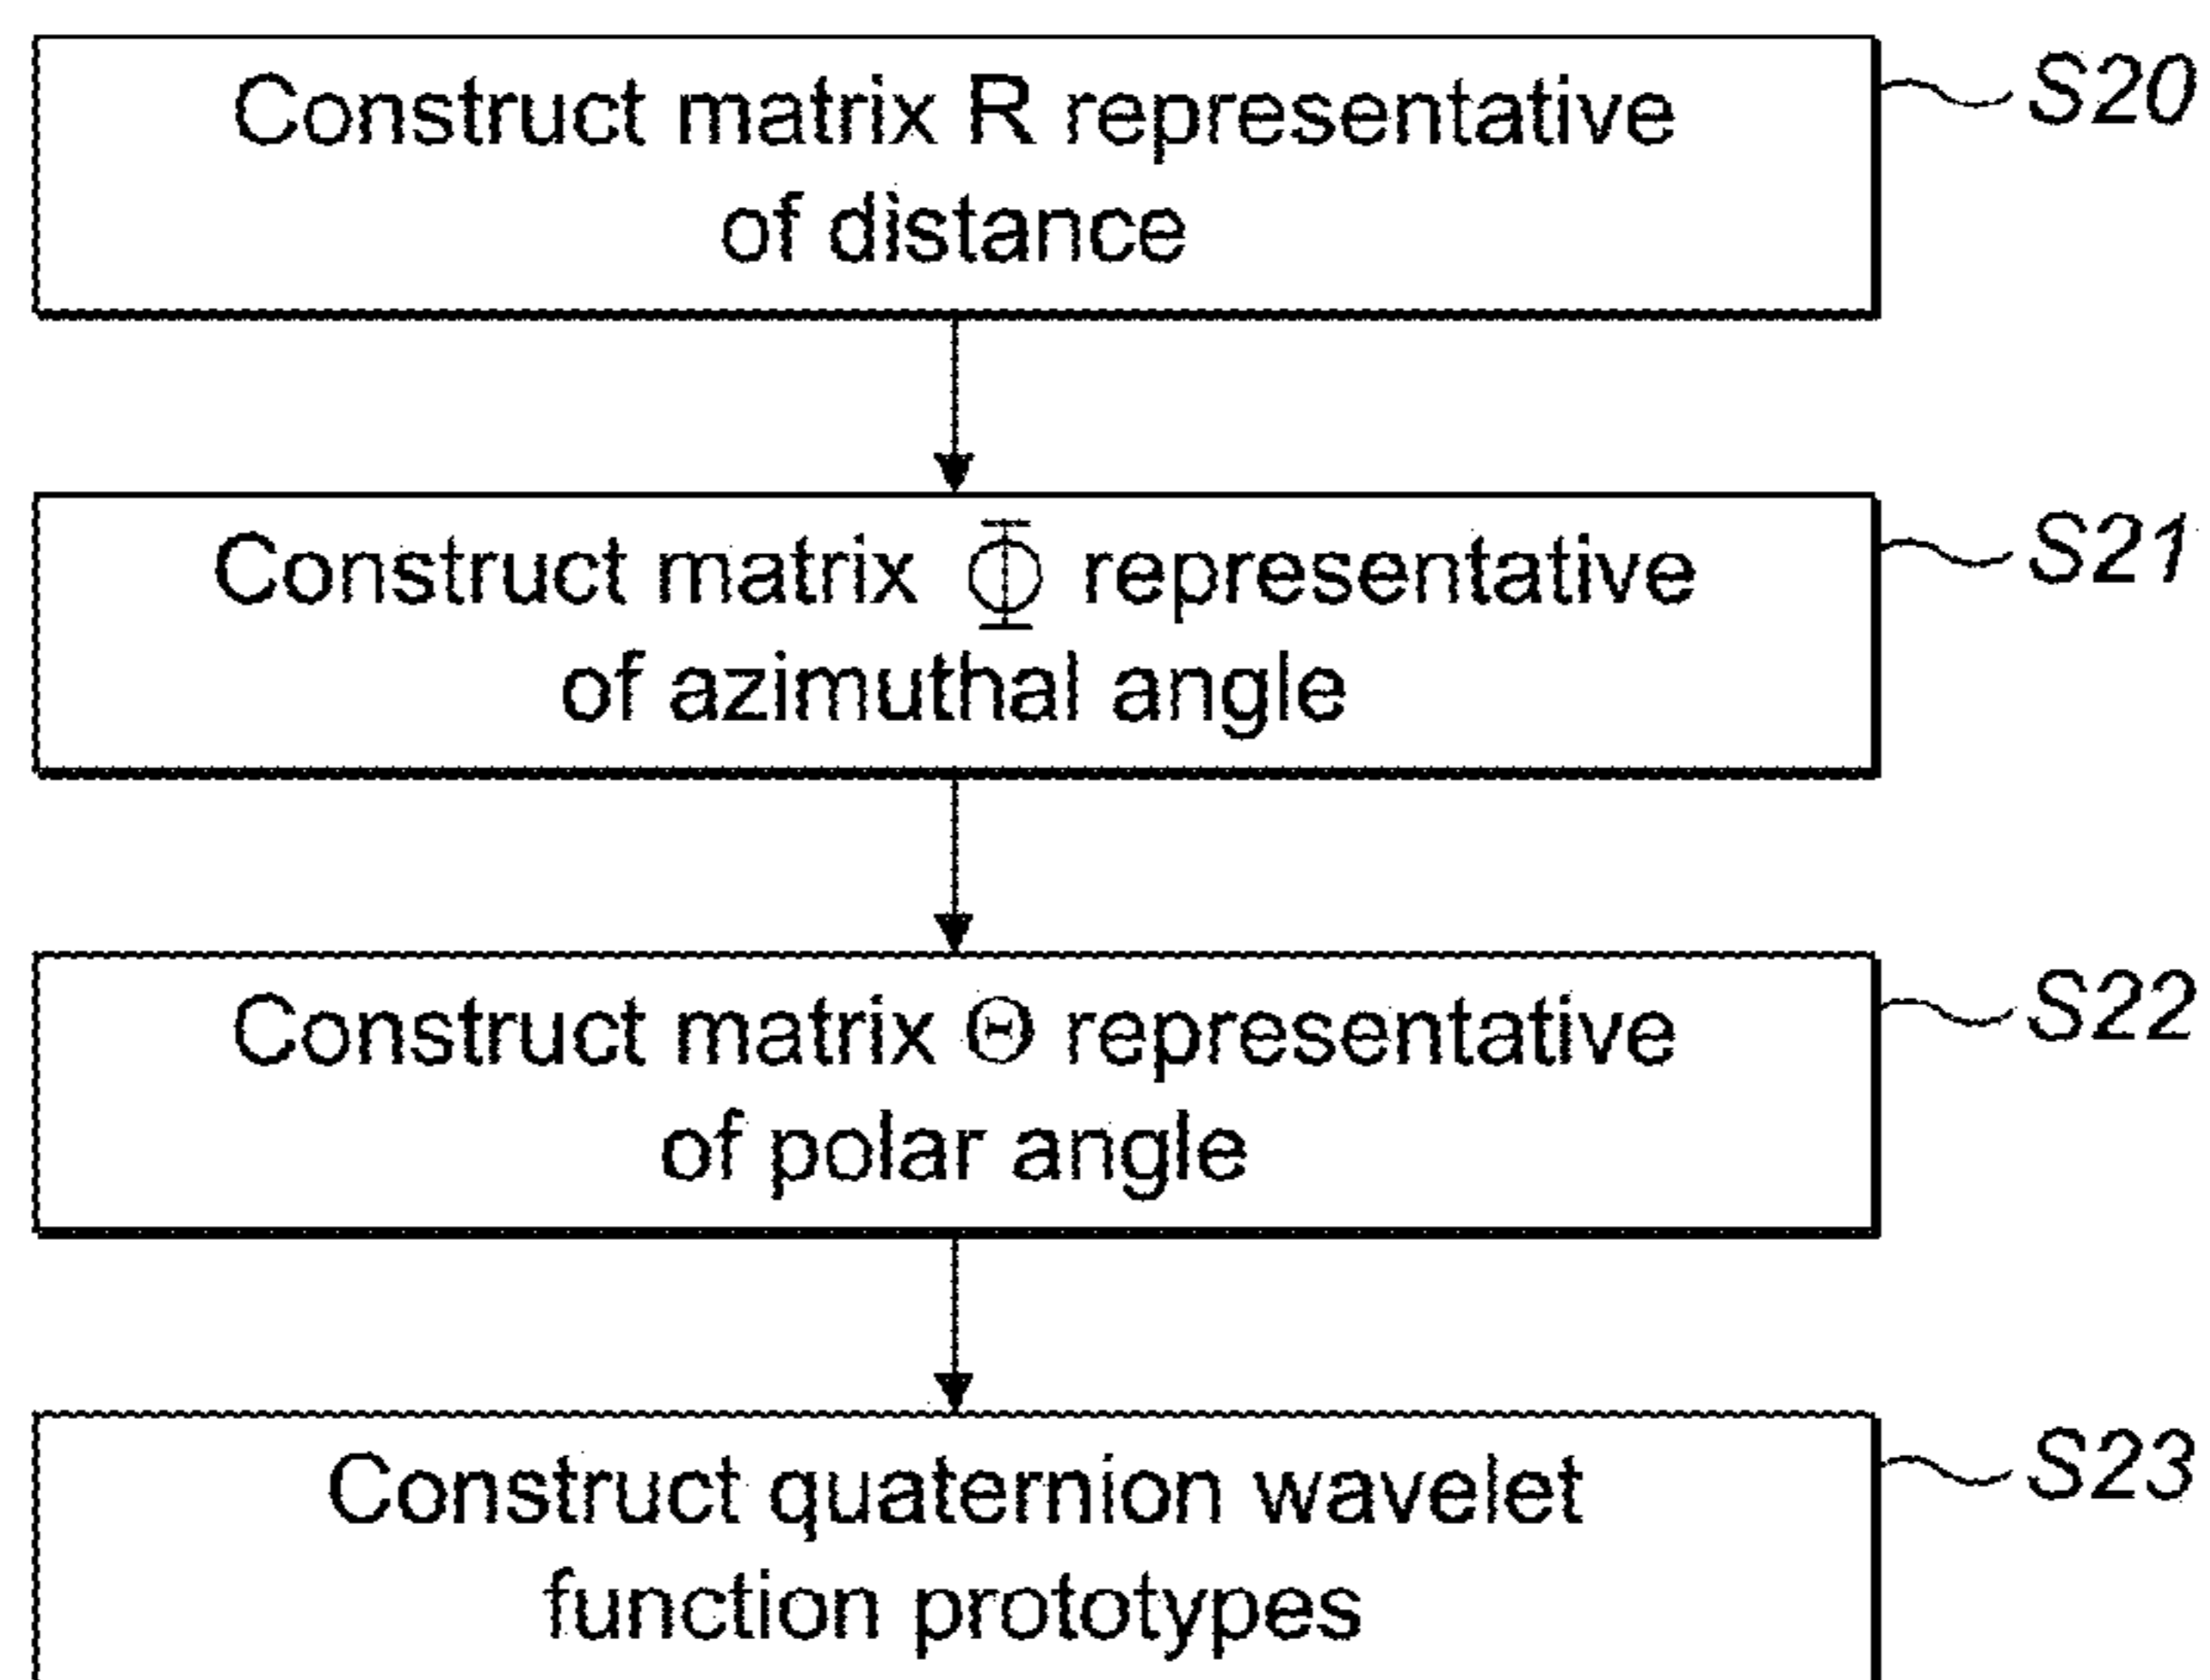 Construct matrix R representative
of distance
S20
Construct matrix Φ representative
of azimuthal angle
S21
Construct matrix Θ representative
of polar angle
S22
Construct quaternion wavelet
function prototypes
S23